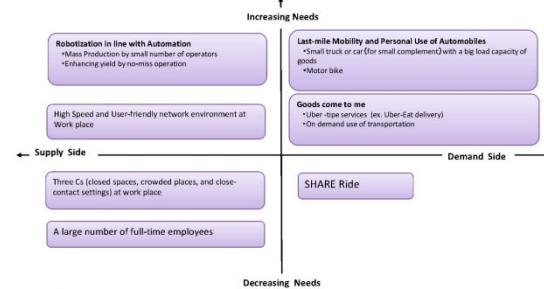 Increasing Needs
Robotization in line with Automation
•Mass Production by small number of operators
•Enhancing yield by no-miss operation
Last-mile Mobility and Personal Use of Automobiles
•Small truck or car(for small complement) with a big load capacity of
goods
•Motor bike
High Speed and User-friendly network environment at
Work place
Goods come to me
•Uber -tipe services (ex. Uber-Eat delivery)
•On demand use of transportation
Supply Side
Demand Side
Three Cs (closed spaces, crowded places, and close-
contact settings) at work place
SHARE Ride
A large number of full-time employees
Decreasing Needs